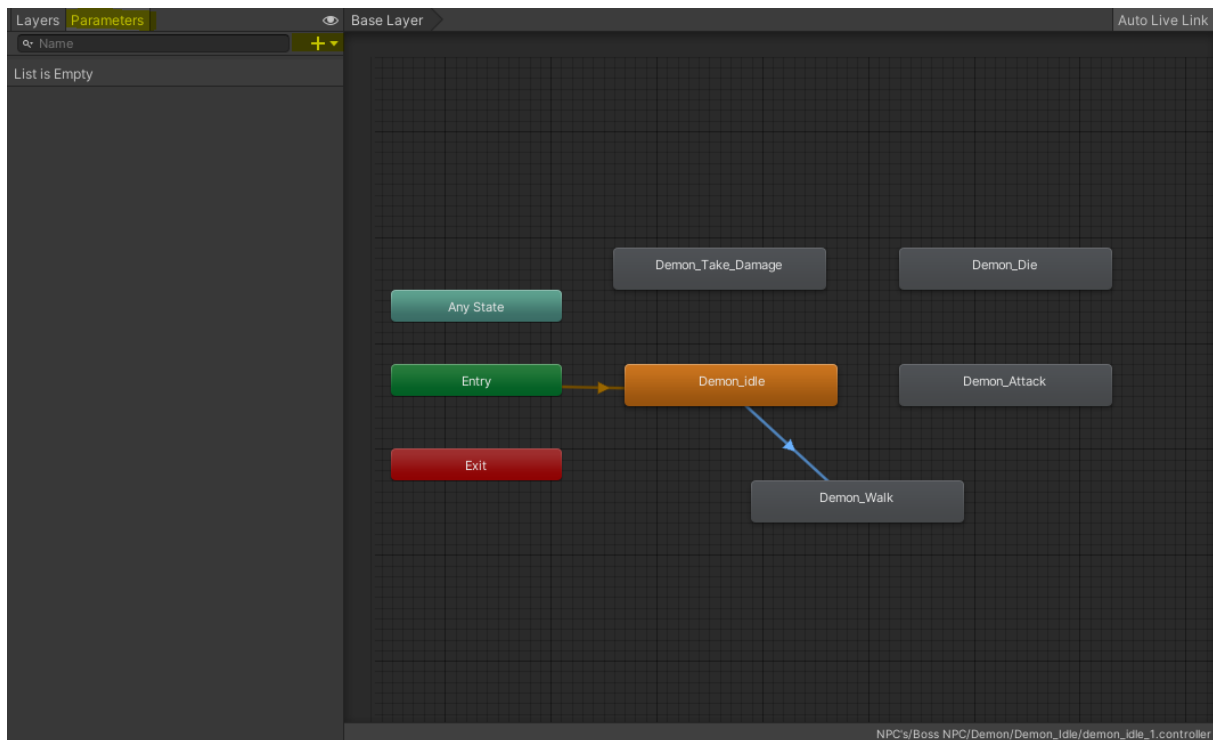 Layers Parameters Base Layer Auto Live Link
Name
List is Empty
Demon_Take_Damage Demon_Die
Any State
Entry Demon_idle Demon_Attack
Exit
Demon_Walk
NPC's/Boss NPC/Demon/Demon_Idle/demon_idle_1.controller